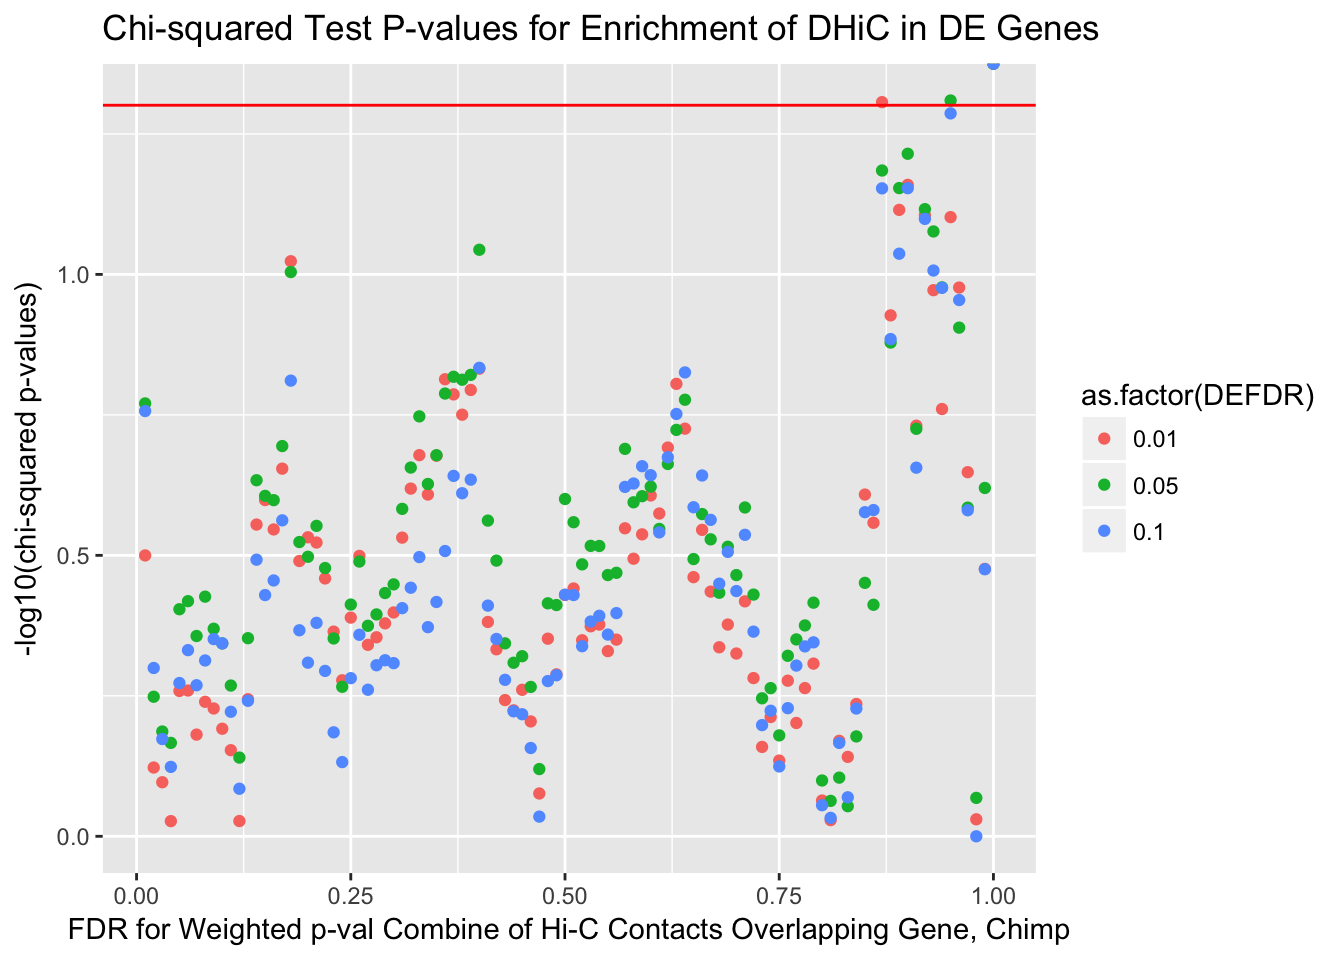 Chi-squared Test P-values for Enrichment of DHiC in DE Genes
-log10(chi-squared p-values)
1.0
0.5
0.0
0.00 0.25 0.50 0.75 1.00
FDR for Weighted p-val Combine of Hi-C Contacts Overlapping Gene, Chimp
as.factor(DEFDR)
0.01
0.05
0.1